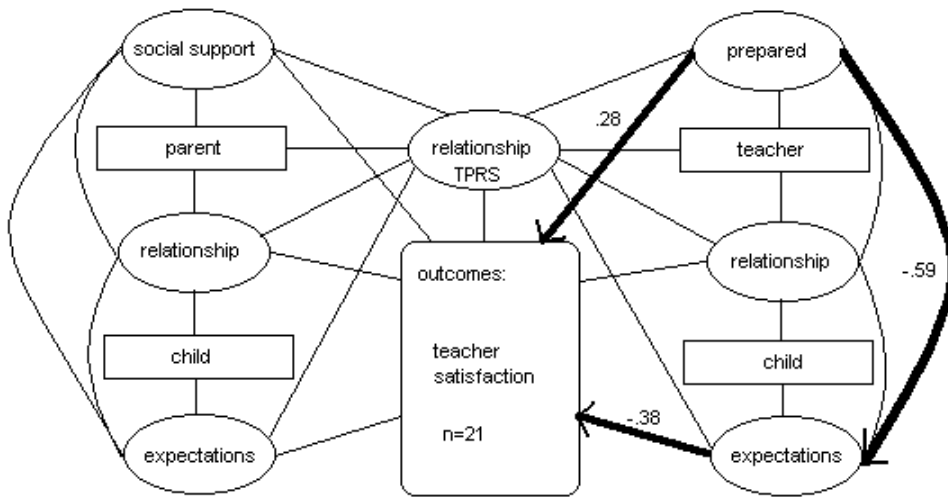 social support
prepared
.28
parent
relationship
TPRS
teacher
relationship
outcomes:
relationship
-.59
child
teacher
satisfaction
child
-.38
n=21
expectations
expectations